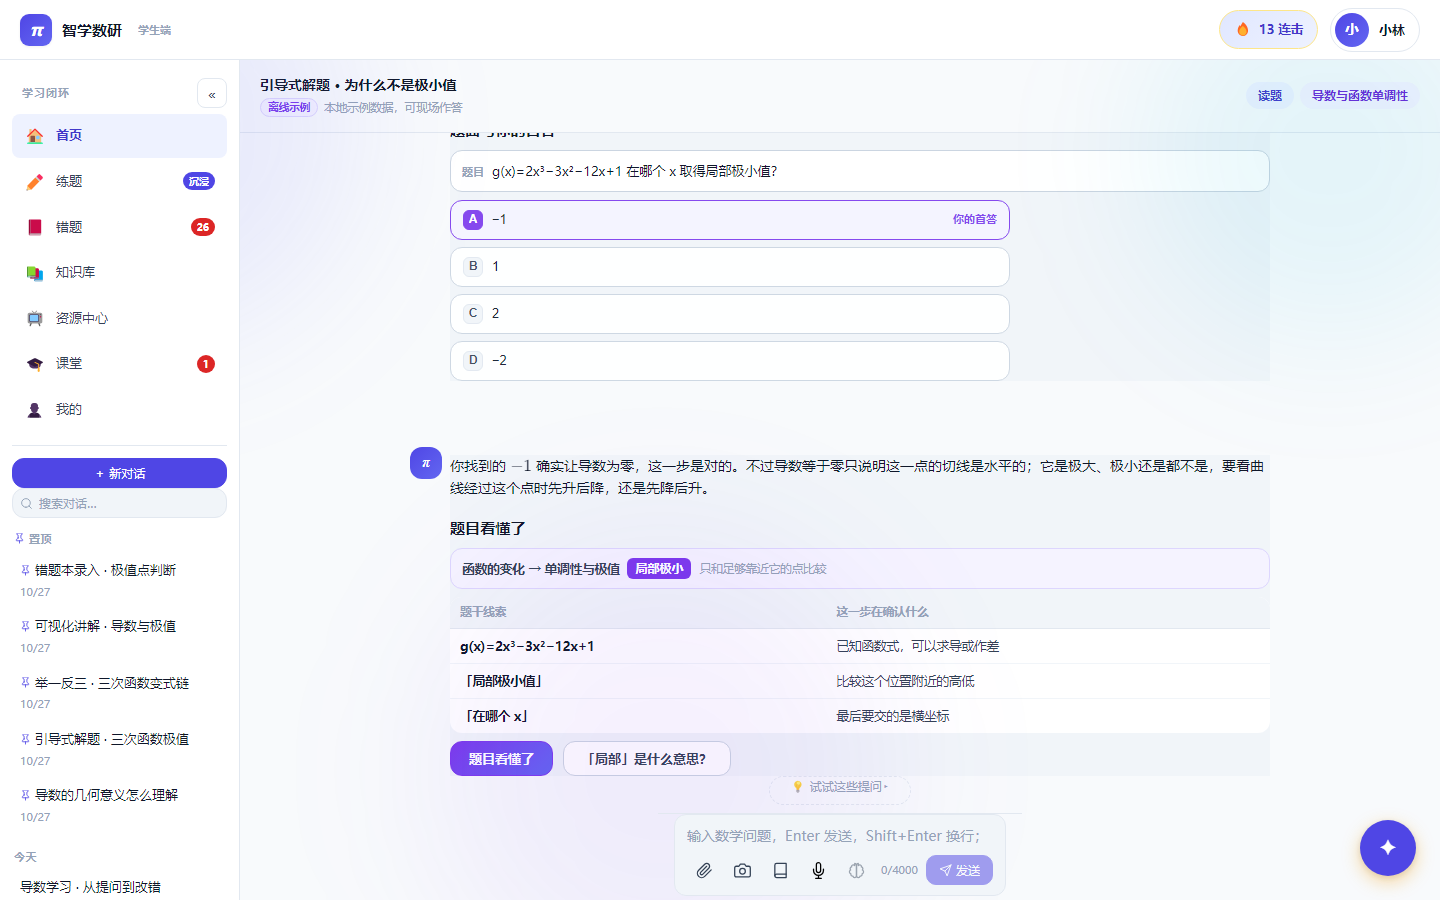 π 智学数研 学生端
13 连击
小 小林
学习闭环 «
首页
练题 沉浸
错题 26
知识库
资源中心
课堂 1
我的
+ 新对话
搜索对话...
置顶
错题本录入 · 极值点判断
10/27
可视化讲解 · 导数与极值
10/27
举一反三 · 三次函数变式链
10/27
引导式解题 · 三次函数极值
10/27
导数的几何意义怎么理解
10/27
今天
导数学习 · 从提问到改错
引导式解题 · 为什么不是极小值
离线示例 本地示例数据，可现场作答
读题 导数与函数单调性
题目 g(x)=2x³−3x²−12x+1 在哪个 x 取得局部极小值?
A −1 你的首答
B 1
C 2
D −2
π
你找到的 −1 确实让导数为零，这一步是对的。不过导数等于零只说明这一点的切线是水平的；它是极大、极小还是都不是，要看曲
线经过这个点时先升后降，还是先降后升。
题目看懂了
函数的变化 → 单调性与极值 局部极小 只和足够靠近它的点比较
题干线索 这一步在确认什么
g(x)=2x³−3x²−12x+1 已知函数式，可以求导或作差
「局部极小值」 比较这个位置附近的高低
「在哪个 x」 最后要交的是横坐标
题目看懂了 「局部」是什么意思?
试试这些提问
输入数学问题，Enter 发送，Shift+Enter 换行；
0/4000 发送